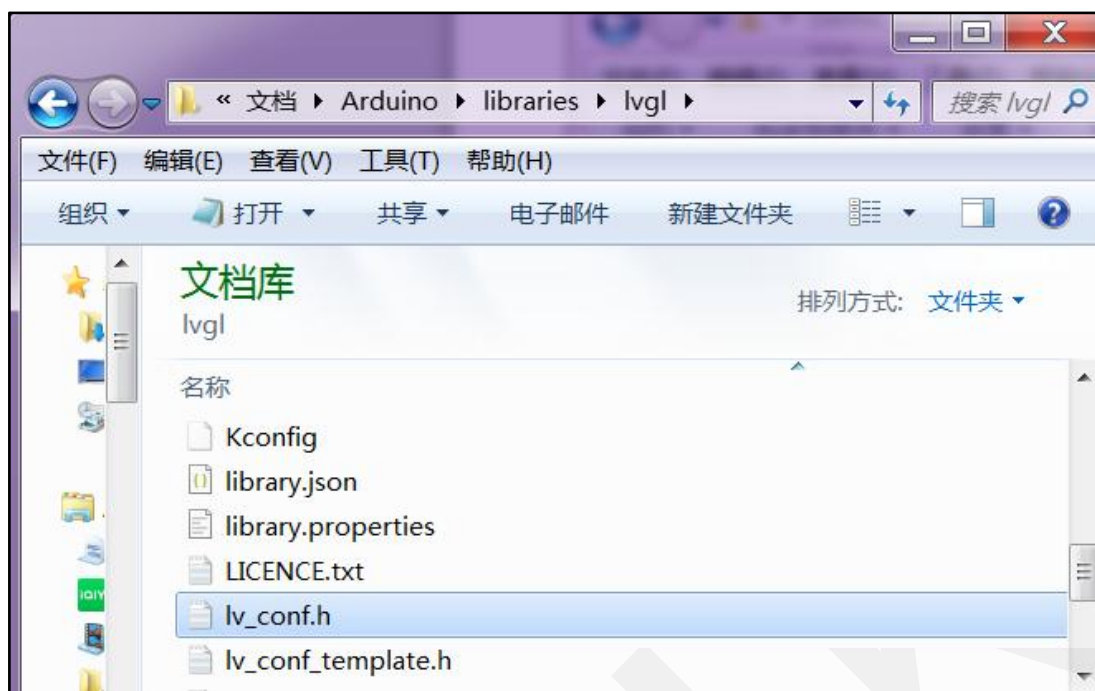 « 文档 ▸ Arduino ▸ libraries ▸ lvgl ▸ 搜索 lvgl
文件(F) 编辑(E) 查看(V) 工具(T) 帮助(H)
组织 打开 共享 电子邮件 新建文件夹
文档库
lvgl
排列方式: 文件夹
名称
Kconfig
library.json
library.properties
LICENCE.txt
lv_conf.h
lv_conf_template.h